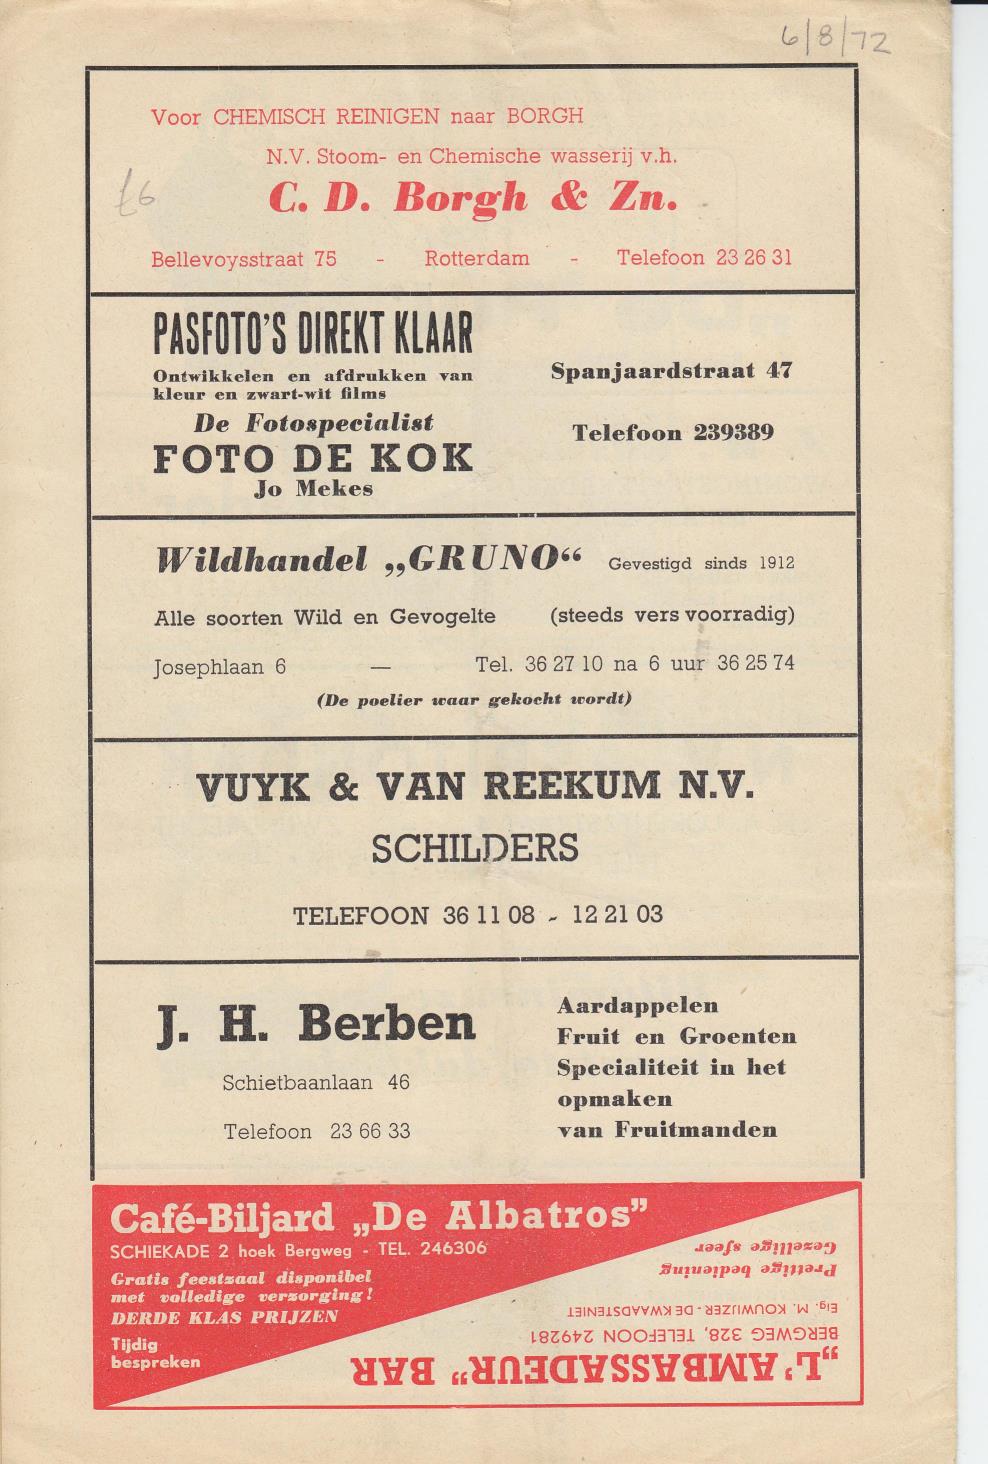 6/8/72
Voor CHEMISCH REINIGEN naar BORGH
N.V. Stoom- en Chemische wasserij v.h.
£6
C. D. Borgh & Zn.
Bellevoysstraat 75 - Rotterdam - Telefoon 23 26 31
PASFOTO'S DIREKT KLAAR
Ontwikkelen en afdrukken van
kleur en zwart-wit films
De Fotospecialist
FOTO DE KOK
Jo Mekes
Spanjaardstraat 47
Telefoon 239389
Wildhandel „GRUNO“ Gevestigd sinds 1912
Alle soorten Wild en Gevogelte (steeds vers voorradig)
Josephlaan 6 — Tel. 36 27 10 na 6 uur 36 25 74
(De poelier waar gekocht wordt)
VUYK & VAN REEKUM N.V.
SCHILDERS
TELEFOON 36 11 08 - 12 21 03
J. H. Berben
Schietbaanlaan 46
Telefoon 23 66 33
Aardappelen
Fruit en Groenten
Specialiteit in het
opmaken
van Fruitmanden
Café-Biljard „De Albatros”
SCHIEKADE 2 hoek Bergweg - TEL. 246306
Gratis feestzaal disponibel
met volledige verzorging!
DERDE KLAS PRIJZEN
Tijdig
bespreken
„L'AMBASSADEUR” BAR
BERGWEG 328, TELEFOON 249281
Eig. M. KOUWIJZER - DE KWAADSTENIET
Prettige bediening
Gezellige sfeer